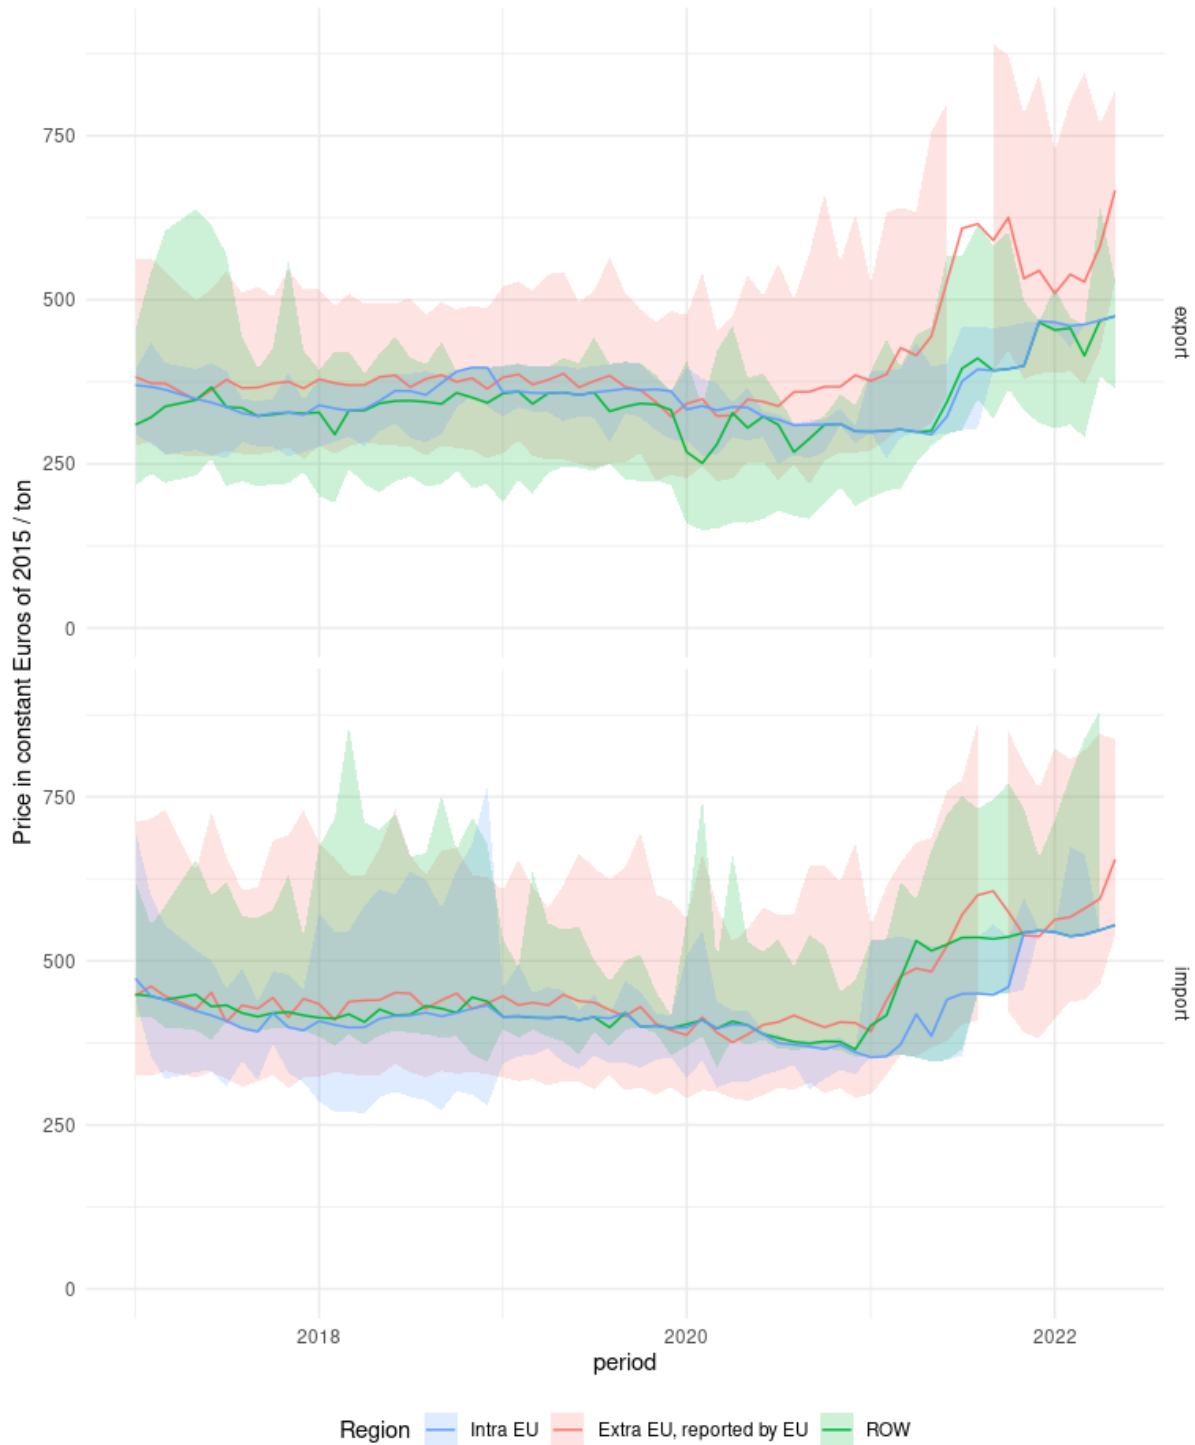 Price in constant Euros of 2015 / ton
750
500
250
0
export
750
500
250
0
import
2018 2020 2022
period
Region Intra EU Extra EU, reported by EU ROW